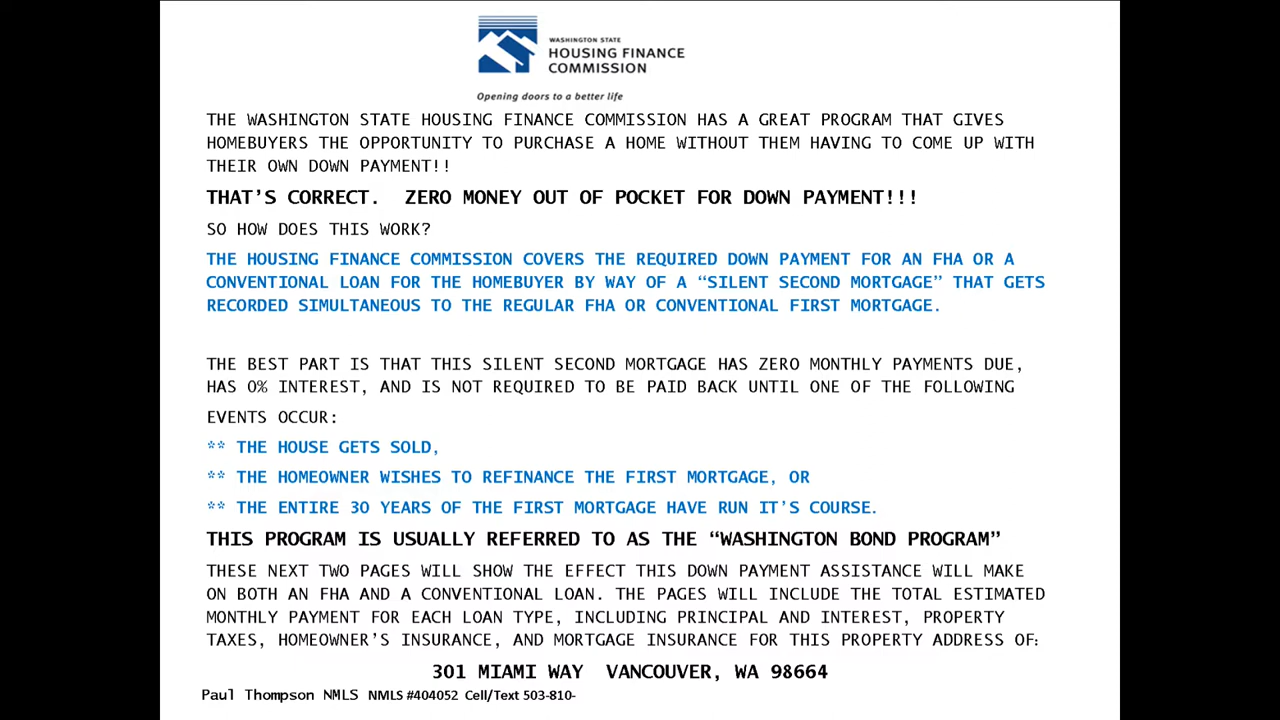 WASHINGTON STATE
HOUSING FINANCE
COMMISSION
Opening doors to a better life
THE WASHINGTON STATE HOUSING FINANCE COMMISSION HAS A GREAT PROGRAM THAT GIVES
HOMEBUYERS THE OPPORTUNITY TO PURCHASE A HOME WITHOUT THEM HAVING TO COME UP WITH
THEIR OWN DOWN PAYMENT!!
THAT'S CORRECT.  ZERO MONEY OUT OF POCKET FOR DOWN PAYMENT!!!
SO HOW DOES THIS WORK?
THE HOUSING FINANCE COMMISSION COVERS THE REQUIRED DOWN PAYMENT FOR AN FHA OR A
CONVENTIONAL LOAN FOR THE HOMEBUYER BY WAY OF A “SILENT SECOND MORTGAGE” THAT GETS
RECORDED SIMULTANEOUS TO THE REGULAR FHA OR CONVENTIONAL FIRST MORTGAGE.
THE BEST PART IS THAT THIS SILENT SECOND MORTGAGE HAS ZERO MONTHLY PAYMENTS DUE,
HAS 0% INTEREST, AND IS NOT REQUIRED TO BE PAID BACK UNTIL ONE OF THE FOLLOWING
EVENTS OCCUR:
** THE HOUSE GETS SOLD,
** THE HOMEOWNER WISHES TO REFINANCE THE FIRST MORTGAGE, OR
** THE ENTIRE 30 YEARS OF THE FIRST MORTGAGE HAVE RUN IT'S COURSE.
THIS PROGRAM IS USUALLY REFERRED TO AS THE “WASHINGTON BOND PROGRAM”
THESE NEXT TWO PAGES WILL SHOW THE EFFECT THIS DOWN PAYMENT ASSISTANCE WILL MAKE
ON BOTH AN FHA AND A CONVENTIONAL LOAN. THE PAGES WILL INCLUDE THE TOTAL ESTIMATED
MONTHLY PAYMENT FOR EACH LOAN TYPE, INCLUDING PRINCIPAL AND INTEREST, PROPERTY
TAXES, HOMEOWNER'S INSURANCE, AND MORTGAGE INSURANCE FOR THIS PROPERTY ADDRESS OF:
301 MIAMI WAY  VANCOUVER, WA 98664
Paul Thompson NMLS NMLS #404052 Cell/Text 503-810-